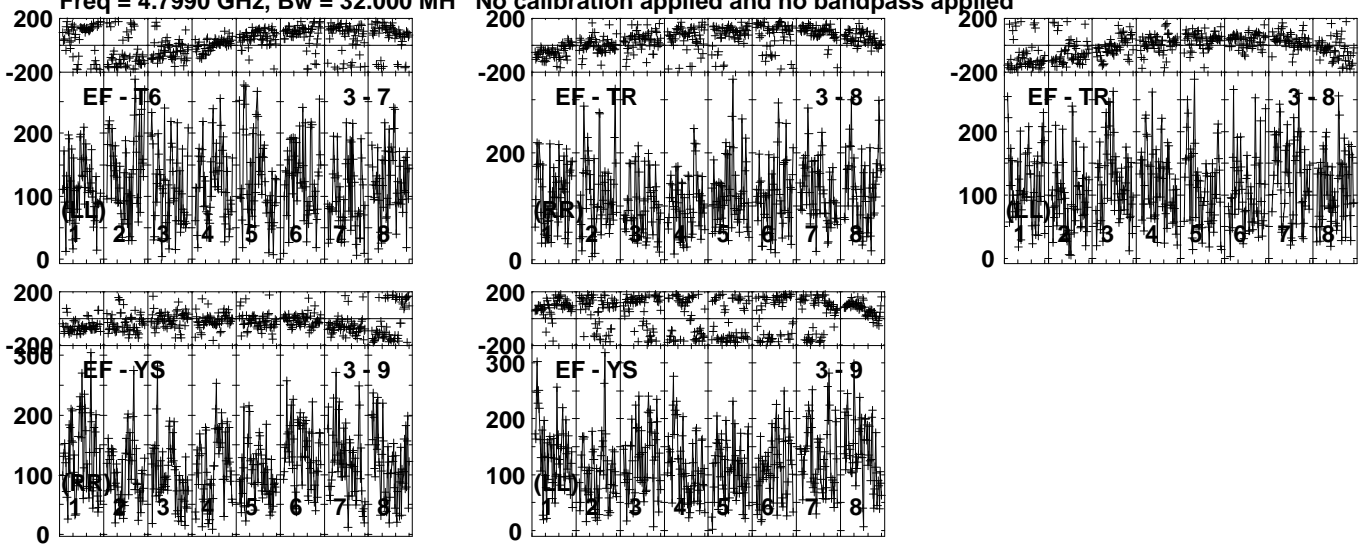 Freq = 4.7990 GHz, Bw = 32.000 MH No calibration applied and no bandpass applied
200
-200
EF - T6 3 - 7
200
100
(LL)
1 2 3 4 5 6 7 8
0
200
-200
EF - TR 3 - 8
200
(RR)
1 2 3 4 5 6 7 8
0
200
-200
EF - TR 3 - 8
200
100
(LL)
1 2 3 4 5 6 7 8
0
200
-200
300
EF - YS 3 - 9
200
100
(RR)
1 2 3 4 5 6 7 8
0
200
-200
300
EF - YS 3 - 9
200
100
(LL)
1 2 3 4 5 6 7 8
0